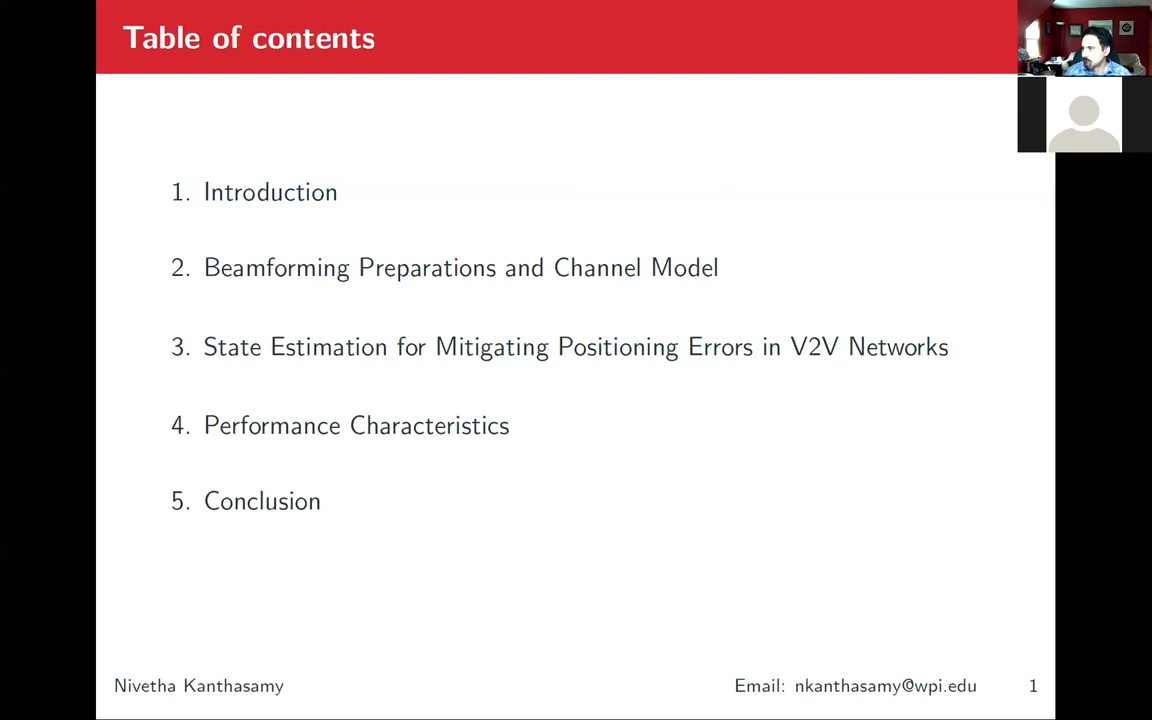 Table of contents
1. Introduction
2. Beamforming Preparations and Channel Model
3. State Estimation for Mitigating Positioning Errors in V2V Networks
4. Performance Characteristics
5. Conclusion
Nivetha Kanthasamy Email: nkanthasamy@wpi.edu 1